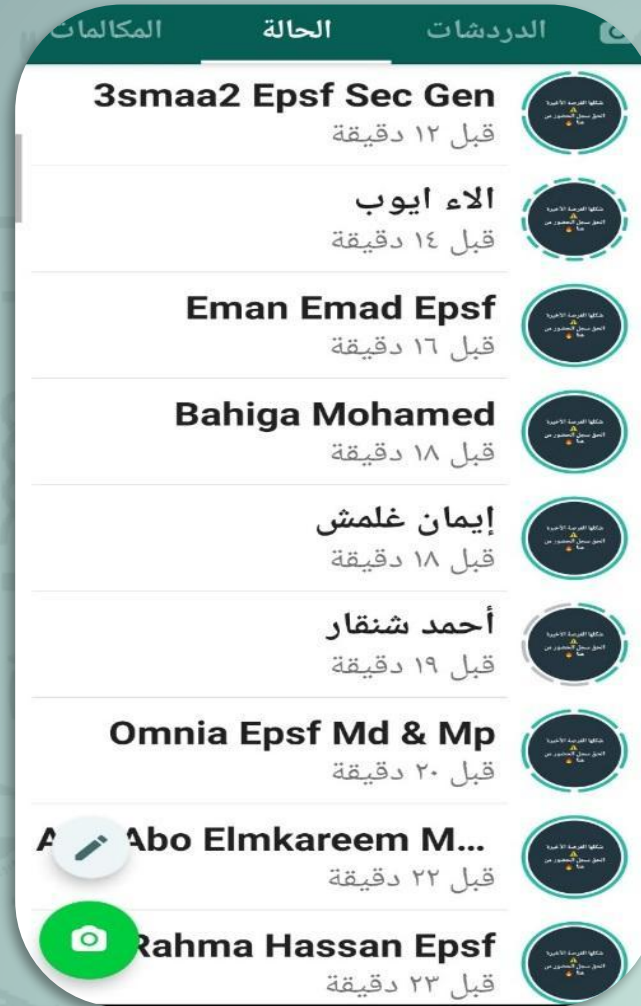 الدردشات
الحالة
المكالمات
3smaa2 Epsf Sec Gen
قبل ١٢ دقيقة
الاء ايوب
قبل ١٤ دقيقة
Eman Emad Epsf
قبل ١٦ دقيقة
Bahiga Mohamed
قبل ١٨ دقيقة
إيمان غلمش
قبل ١٨ دقيقة
أحمد شنقار
قبل ١٩ دقيقة
Omnia Epsf Md & Mp
قبل ٢٠ دقيقة
Abo Elmkareem M...
قبل ٢٢ دقيقة
Rahma Hassan Epsf
قبل ٢٣ دقيقة